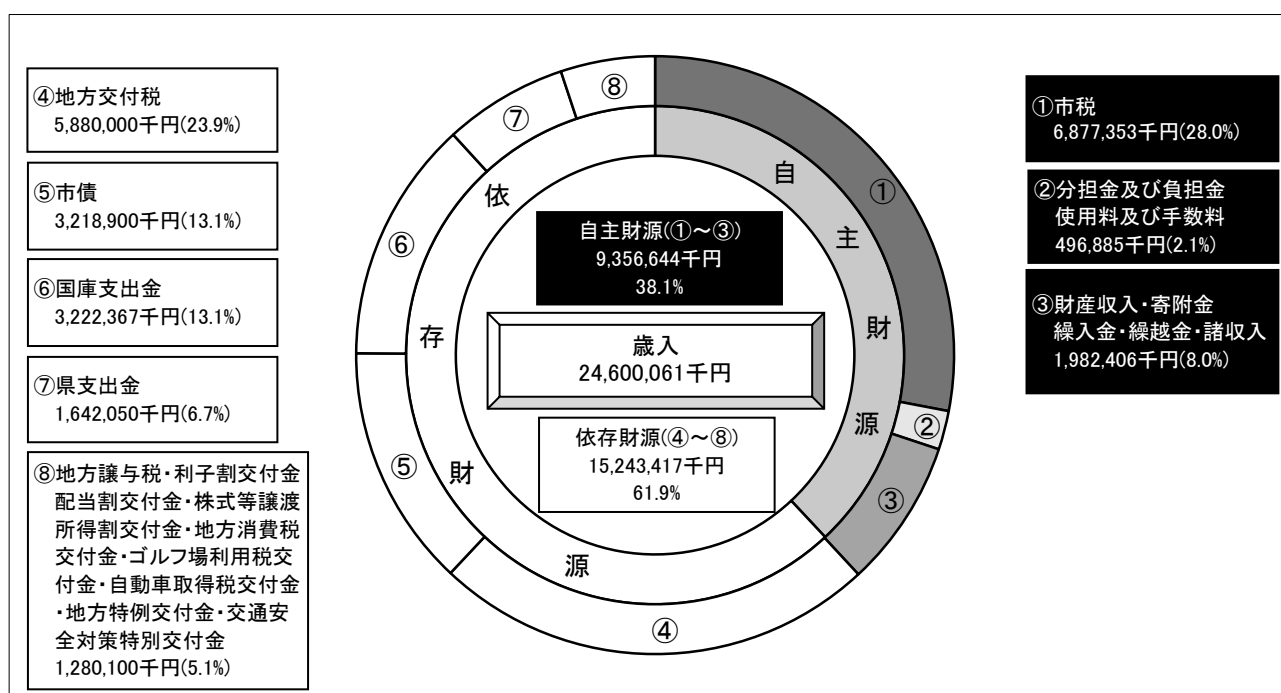 ④地方交付税
5,880,000千円(23.9%)
⑤市債
3,218,900千円(13.1%)
⑥国庫支出金
3,222,367千円(13.1%)
⑦県支出金
1,642,050千円(6.7%)
⑧地方譲与税・利子割交付金
配当割交付金・株式等譲渡
所得割交付金・地方消費税
交付金・ゴルフ場利用税交
付金・自動車取得税交付金
・地方特例交付金・交通安
全対策特別交付金
1,280,100千円(5.1%)
⑧
⑦
⑥
⑤
④
①
②
③
依存財源
自主財源
自主財源(①～③)
9,356,644千円
38.1%
歳入
24,600,061千円
依存財源(④～⑧)
15,243,417千円
61.9%
①市税
6,877,353千円(28.0%)
②分担金及び負担金
使用料及び手数料
496,885千円(2.1%)
③財産収入・寄附金
繰入金・繰越金・諸収入
1,982,406千円(8.0%)